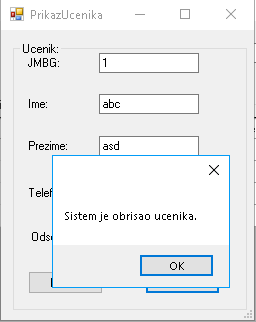 PrikazUcenika
Ucenik:
JMBG: 1
Ime: abc
Prezime: asd
Sistem je obrisao ucenika.
OK